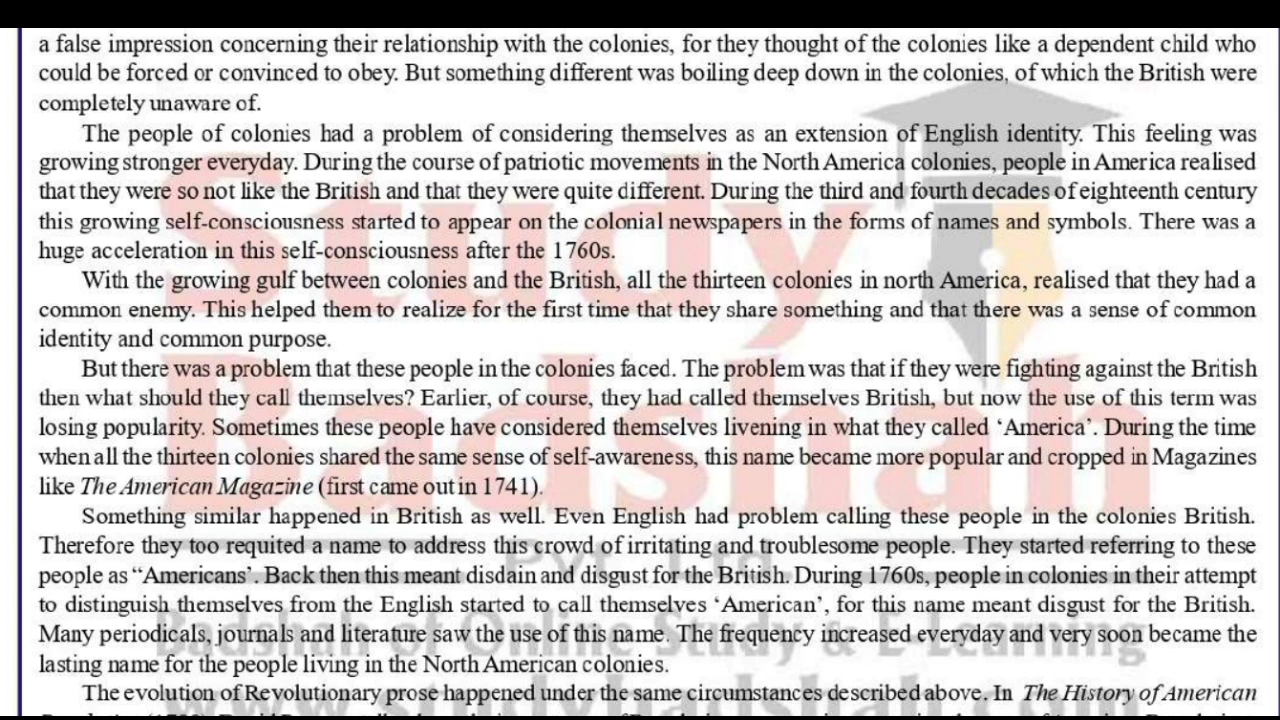 a false impression concerning their relationship with the colonies, for they thought of the colonies like a dependent child who
could be forced or convinced to obey. But something different was boiling deep down in the colonies, of which the British were
completely unaware of.
The people of colonies had a problem of considering themselves as an extension of English identity. This feeling was
growing stronger everyday. During the course of patriotic movements in the North America colonies, people in America realised
that they were so not like the British and that they were quite different. During the third and fourth decades of eighteenth century
this growing self-consciousness started to appear on the colonial newspapers in the forms of names and symbols. There was a
huge acceleration in this self-consciousness after the 1760s.
With the growing gulf between colonies and the British, all the thirteen colonies in north America, realised that they had a
common enemy. This helped them to realize for the first time that they share something and that there was a sense of common
identity and common purpose.
But there was a problem that these people in the colonies faced. The problem was that if they were fighting against the British
then what should they call themselves? Earlier, of course, they had called themselves British, but now the use of this term was
losing popularity. Sometimes these people have considered themselves livening in what they called ‘America’. During the time
when all the thirteen colonies shared the same sense of self-awareness, this name became more popular and cropped in Magazines
like The American Magazine (first came out in 1741).
Something similar happened in British as well. Even English had problem calling these people in the colonies British.
Therefore they too requited a name to address this crowd of irritating and troublesome people. They started referring to these
people as “Americans’. Back then this meant disdain and disgust for the British. During 1760s, people in colonies in their attempt
to distinguish themselves from the English started to call themselves ‘American’, for this name meant disgust for the British.
Many periodicals, journals and literature saw the use of this name. The frequency increased everyday and very soon became the
lasting name for the people living in the North American colonies.
The evolution of Revolutionary prose happened under the same circumstances described above. In The History of American
Study
Badshah
Pvt. Ltd.
Badshah of Online Study & E-Learning